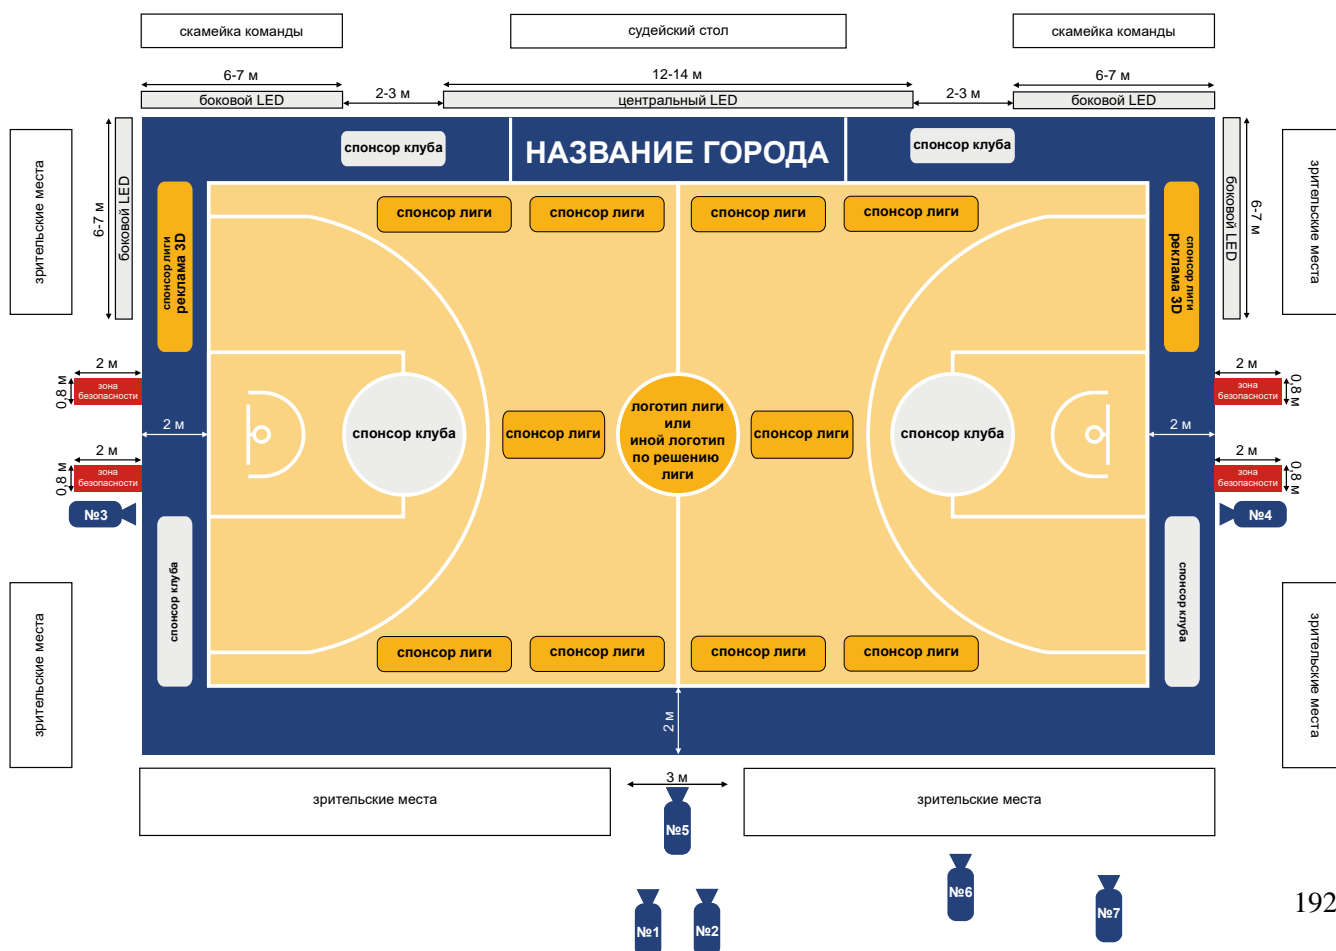 скамейка команды
судейский стол
скамейка команды
6-7 м
12-14 м
6-7 м
боковой LED
2-3 м
центральный LED
2-3 м
боковой LED
зрительские места
6-7 м
боковой LED
спонсор клуба
НАЗВАНИЕ ГОРОДА
спонсор клуба
боковой LED
6-7 м
зрительские места
спонсор лиги
реклама 3D
спонсор лиги
спонсор лиги
спонсор лиги
спонсор лиги
спонсор лиги
реклама 3D
2 м
0,8 м
зона
безопасности
2 м
0,8 м
зона
безопасности
2 м
спонсор клуба
спонсор лиги
логотип лиги
или
иной логотип
по решению
лиги
спонсор лиги
спонсор клуба
2 м
2 м
0,8 м
зона
безопасности
2 м
0,8 м
зона
безопасности
№3
№4
зрительские места
спонсор клуба
спонсор клуба
зрительские места
спонсор лиги
спонсор лиги
спонсор лиги
спонсор лиги
2 м
зрительские места
3 м
зрительские места
№5
№6
№7
№1
№2
192